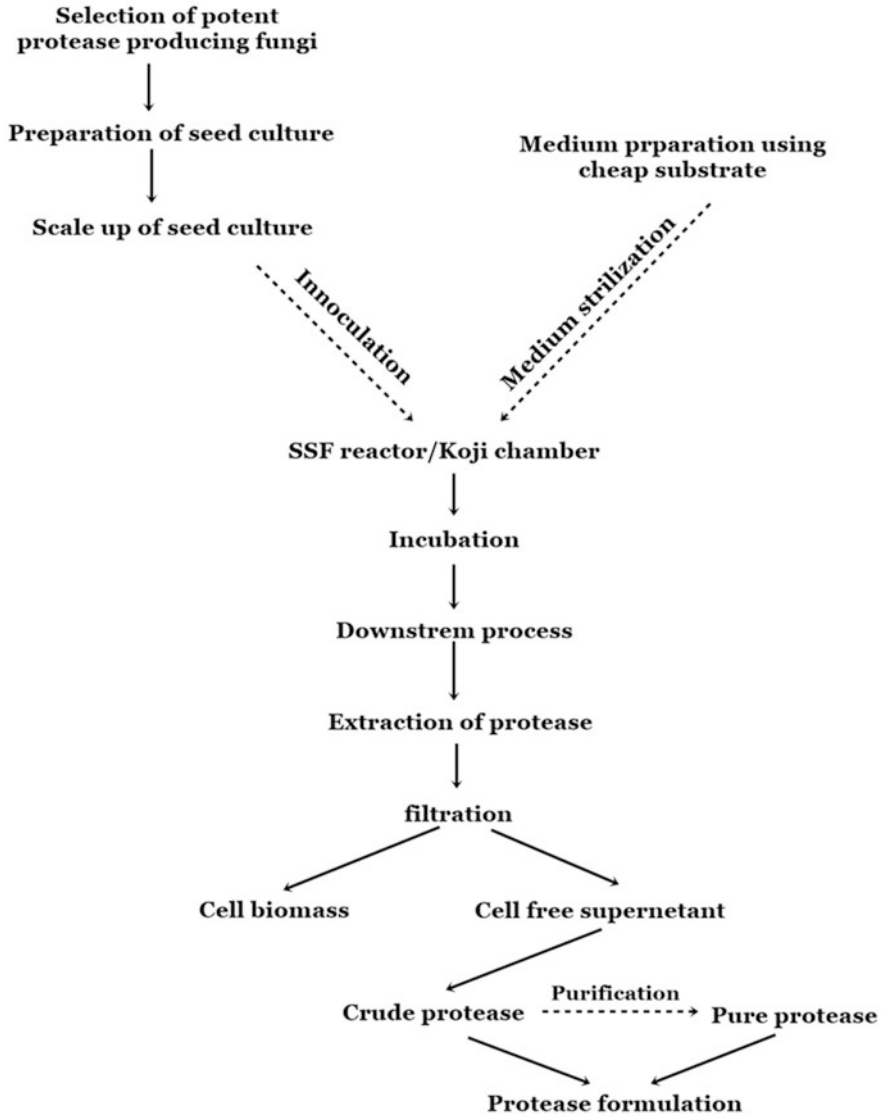 Selection of potent
protease producing fungi
Preparation of seed culture
Medium prparation using
cheap substrate
Scale up of seed culture
Innoculation
Medium strilization
SSF reactor/Koji chamber
Incubation
Downstrem process
Extraction of protease
filtration
Cell biomass
Cell free supernetant
Purification
Crude protease
Pure protease
Protease formulation